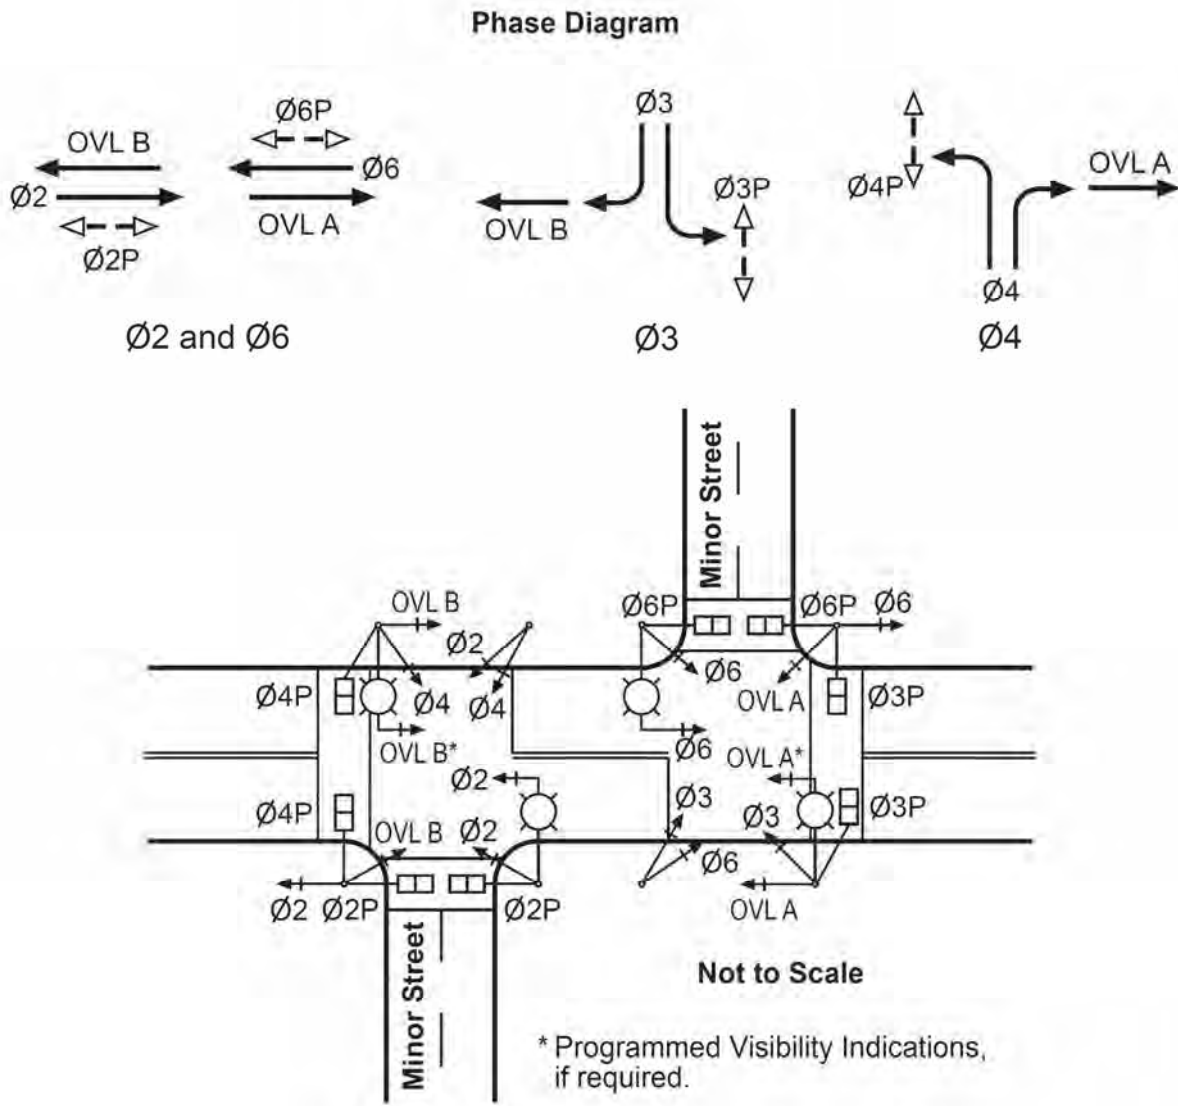 Phase Diagram
Ø6P
OVL B
Ø6
Ø2
OVL A
Ø2P
Ø2 and Ø6
Ø3
Ø3P
OVL B
Ø3
OVL A
Ø4P
Ø4
Ø4
Minor Street
OVL B
Ø6P
Ø6P
Ø6
Ø2
Ø6
Ø4P
Ø4
Ø4
OVL A
Ø3P
OVL B*
Ø6
OVL A*
Ø2
Ø4P
Ø3
Ø3
Ø3P
OVL B
Ø2
Ø6
Ø2
Ø2P
Ø2P
OVL A
Minor Street
Not to Scale
* Programmed Visibility Indications,
if required.